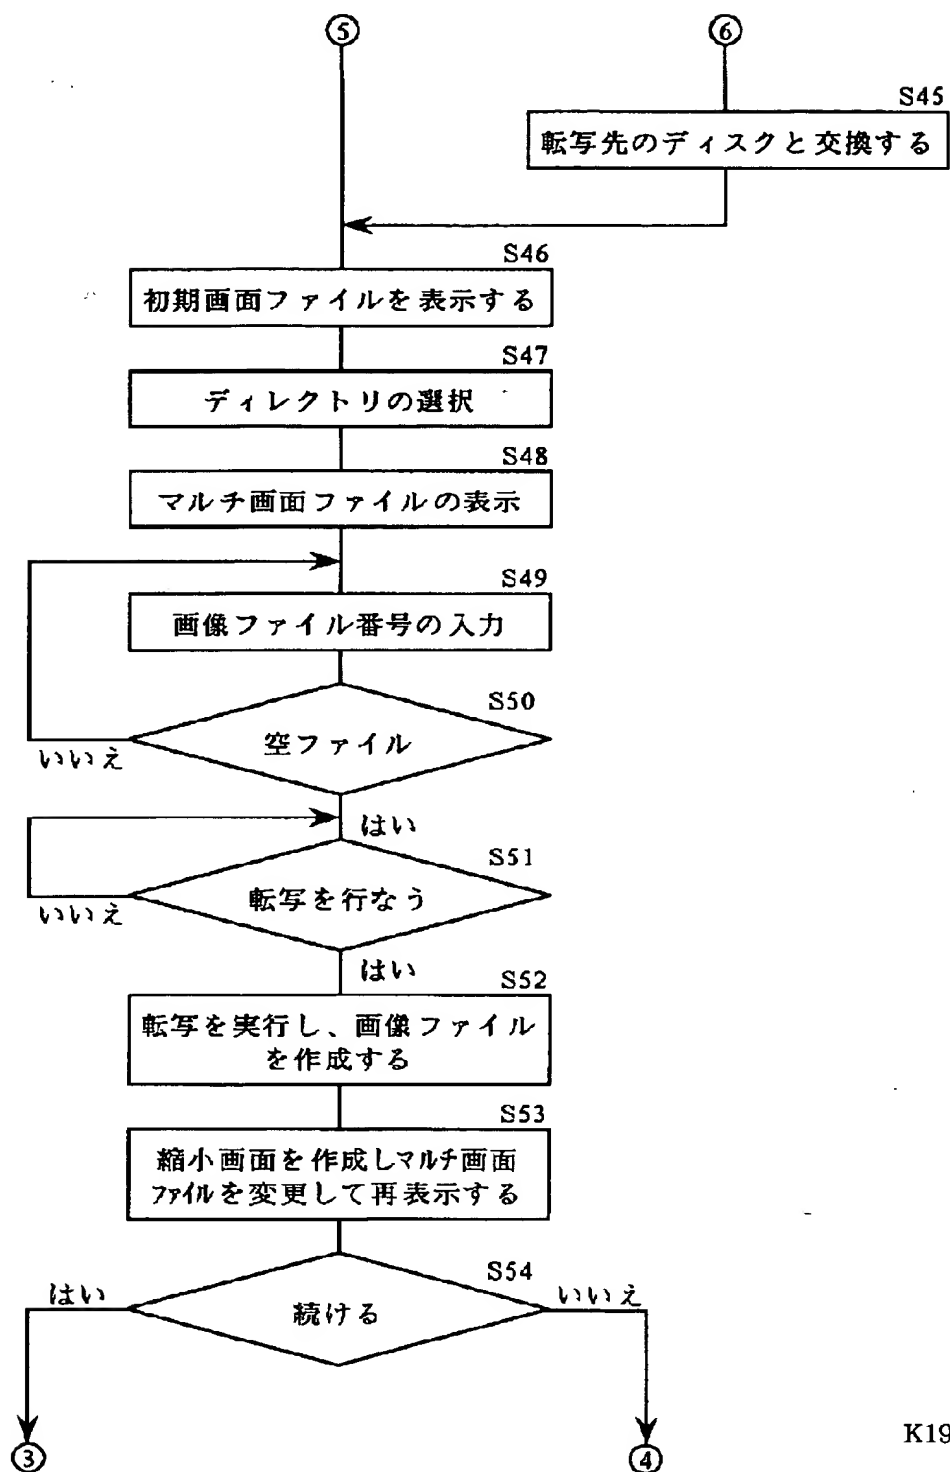 ⑤
⑥
S45
転写先のディスクと交換する
S46
初期画面ファイルを表示する
S47
ディレクトリの選択
S48
マルチ画面ファイルの表示
S49
画像ファイル番号の入力
S50
空ファイル
いいえ
はい
S51
転写を行なう
いいえ
はい
S52
転写を実行し、画像ファイル
を作成する
S53
縮小画面を作成しマルチ画面
ファイルを変更して再表示する
S54
はい
続ける
いいえ
③
④
K19